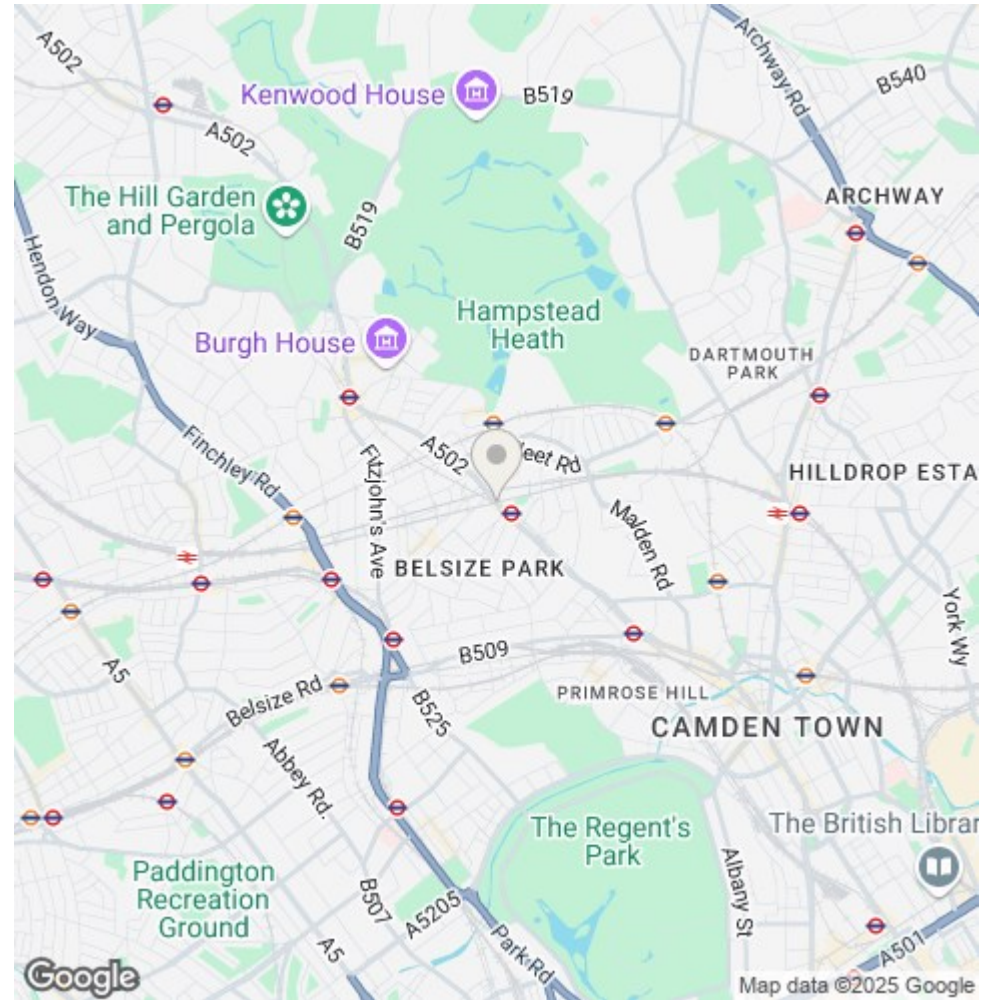 A502
Kenwood House
B519
Archway Rd
B540
A502
The Hill Garden
and Pergola
B519
ARCHWAY
Hendon Way
Hampstead
Heath
Burgh House
DARTMOUTH
PARK
A502
leet Rd
Finchley Rd
Fitzjohn's Ave
HILLDROP ESTA
Malden Rd
BELSIZE PARK
York Wy
B509
A5
Belsize Rd
B525
PRIMROSE HILL
CAMDEN TOWN
Abbey Rd.
The Regent's
Park
The British Librar
Paddington
Recreation
Ground
Albany St
B507
A5205
A5
Park Rd
A501
Google
Map data ©2025 Google